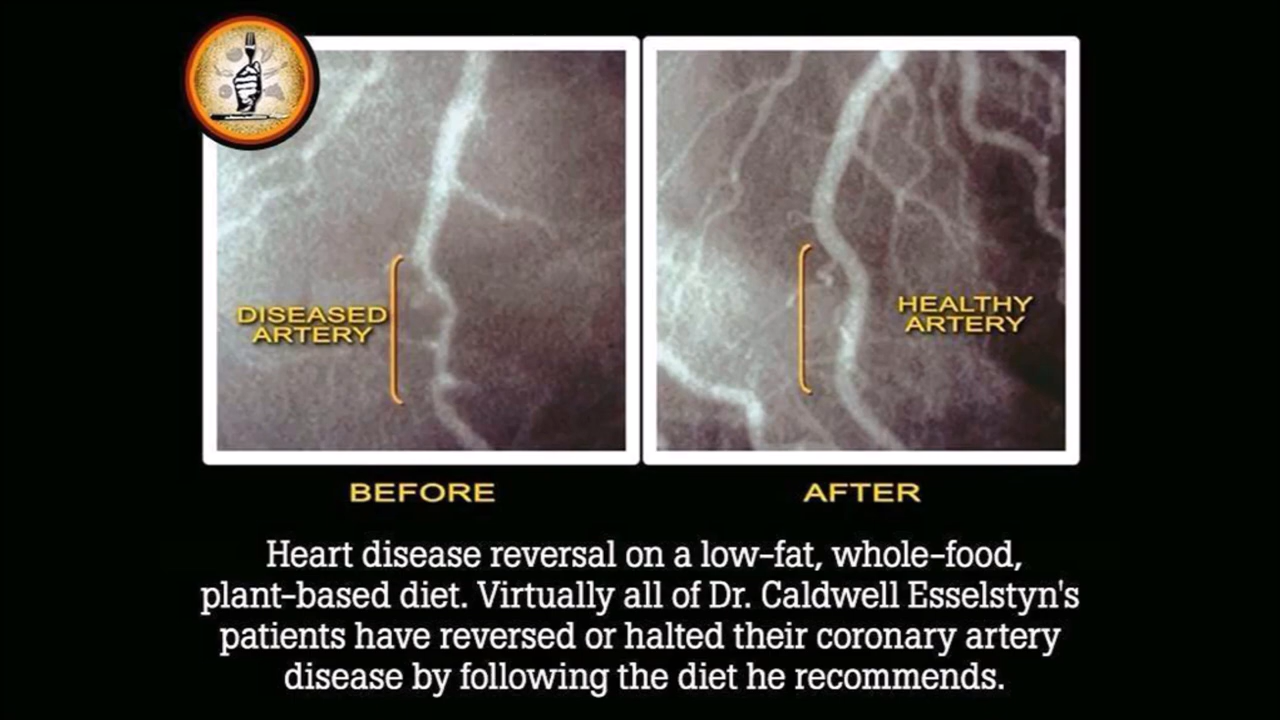 DISEASED
ARTERY
HEALTHY
ARTERY
BEFORE
AFTER
Heart disease reversal on a low-fat, whole-food,
plant-based diet. Virtually all of Dr. Caldwell Esselstyn's
patients have reversed or halted their coronary artery
disease by following the diet he recommends.